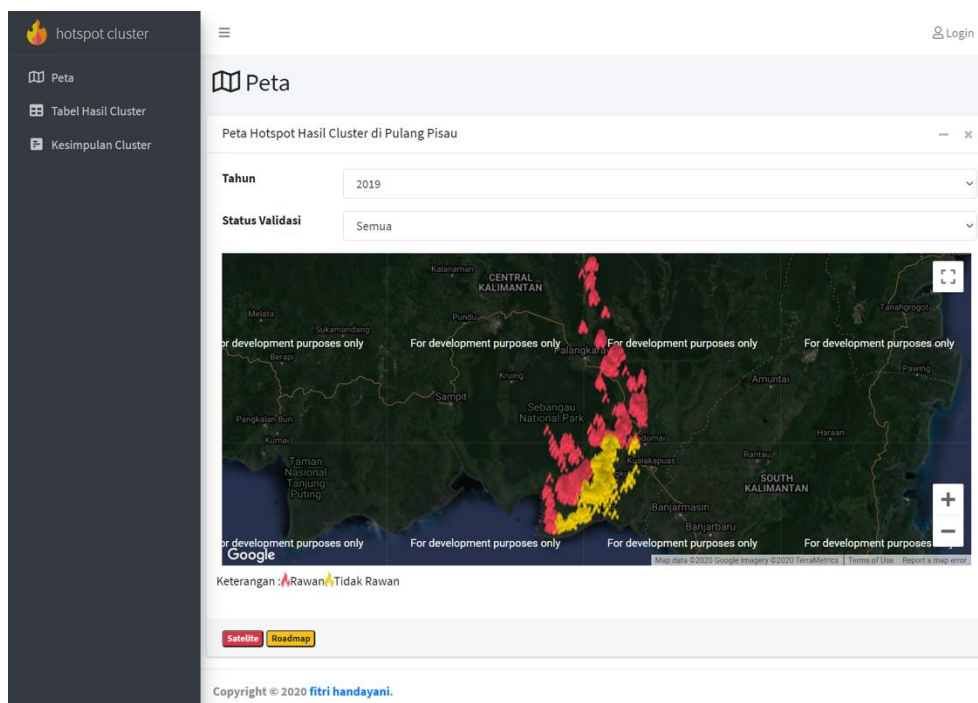 hotspot cluster
Login
Peta
Tabel Hasil Cluster
Kesimpulan Cluster
Peta
Peta Hotspot Hasil Cluster di Pulang Pisau
Tahun
2019
Status Validasi
Semua
Kalanaman
CENTRAL
KALIMANTAN
Melata
Pundu
Tanahgrogot
Sukamandang
or development purposes only
For development purposes only
For development purposes only
For development purposes only
Berapi
Palangkaraya
Kruing
Pawing
Amuntai
Sampit
Sebangau
National Park
Pangkalan Bun
Haraan
Kumai
Kualakapuas
Rantau
Taman
Nasional
Tanjung
Puting
SOUTH
KALIMANTAN
Banjarmasin
Banjarbaru
or development purposes only
For development purposes only
For development purposes only
For development purposes
Google
Map data ©2020 Google Imagery ©2020 TerraMetrics
Terms of Use
Report a map error
Keterangan : Rawan Tidak Rawan
Satelite
Roadmap
Copyright © 2020 fitri handayani.